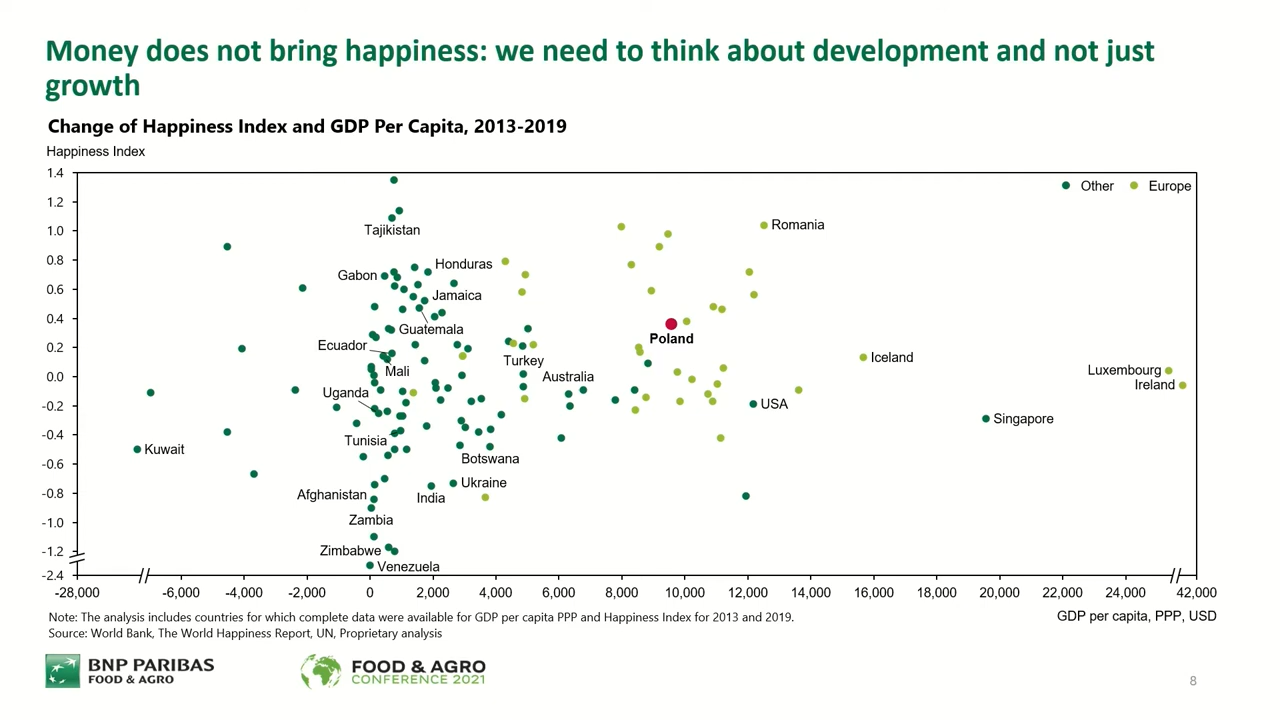 Money does not bring happiness: we need to think about development and not just
growth
Change of Happiness Index and GDP Per Capita, 2013-2019
Happiness Index
1.4
1.2
1.0
0.8
0.6
0.4
0.2
0.0
-0.2
-0.4
-0.6
-0.8
-1.0
-1.2
-2.4
Other
Europe
Tajikistan
Romania
Honduras
Gabon
Jamaica
Guatemala
Poland
Ecuador
Mali
Turkey
Australia
Iceland
Luxembourg
Ireland
Uganda
USA
Singapore
Tunisia
Kuwait
Botswana
Afghanistan
India
Ukraine
Zambia
Zimbabwe
Venezuela
-28,000
-6,000
-4,000
-2,000
0
2,000
4,000
6,000
8,000
10,000
12,000
14,000
16,000
18,000
20,000
22,000
24,000
42,000
GDP per capita, PPP, USD
Note: The analysis includes countries for which complete data were available for GDP per capita PPP and Happiness Index for 2013 and 2019.
Source: World Bank, The World Happiness Report, UN, Proprietary analysis
BNP PARIBAS
FOOD & AGRO
FOOD & AGRO
CONFERENCE 2021
8